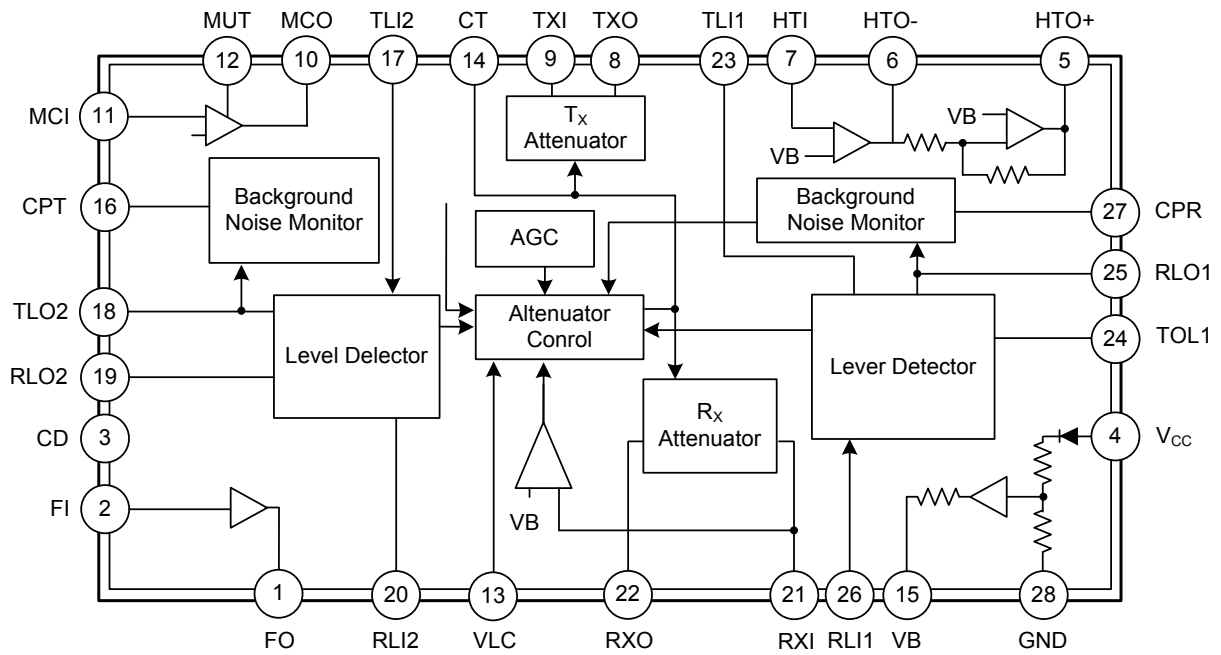 MUT MCO TLI2 CT TXI TXO TLI1 HTI HTO- HTO+
12 10 17 14 9 8 23 7 6 5
MCI 11
TX
Attenuator
VB
VB
CPT 16
Background
Noise Monitor
Background
Noise Monitor
27 CPR
AGC
25 RLO1
TLO2 18
Altenuator
Conrol
Level Delector
Lever Detector
24 TOL1
RLO2 19
RX
Attenuator
CD 3
4 VCC
FI 2
VB
1 20 13 22 21 26 15 28
FO RLI2 VLC RXO RXI RLI1 VB GND